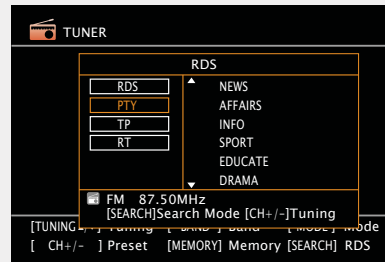 TUNER
RDS
RDS
PTY
TP
RT
NEWS
AFFAIRS
INFO
SPORT
EDUCATE
DRAMA
FM 87.50MHz
[SEARCH]Search Mode [CH+/-]Tuning
[TUNING Tuning Band Mode
[ CH+/- ] Preset [MEMORY] Memory [SEARCH] RDS